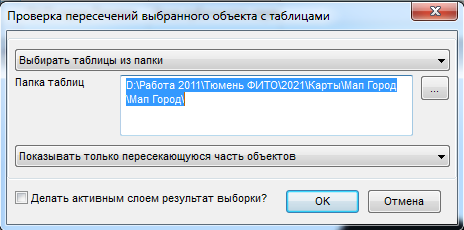 Проверка пересечений выбранного объекта с таблицами
Выбирать таблицы из папки
Папка таблиц
D:\Работа 2011\Тюмень ФИТО\2021\Карты\Мап Город
\Мап Город\
...
Показывать только пересекающуюся часть объектов
Делать активным слоем результат выборки?
OK
Отмена